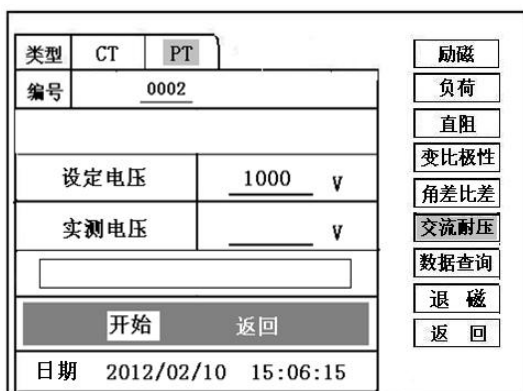 类型 CT PT
编号 0002
设定电压 1000 V
实测电压 V
开始 返回
日期 2012/02/10 15:06:15
励磁
负荷
直阻
变比极性
角差比差
交流耐压
数据查询
退 磁
返 回